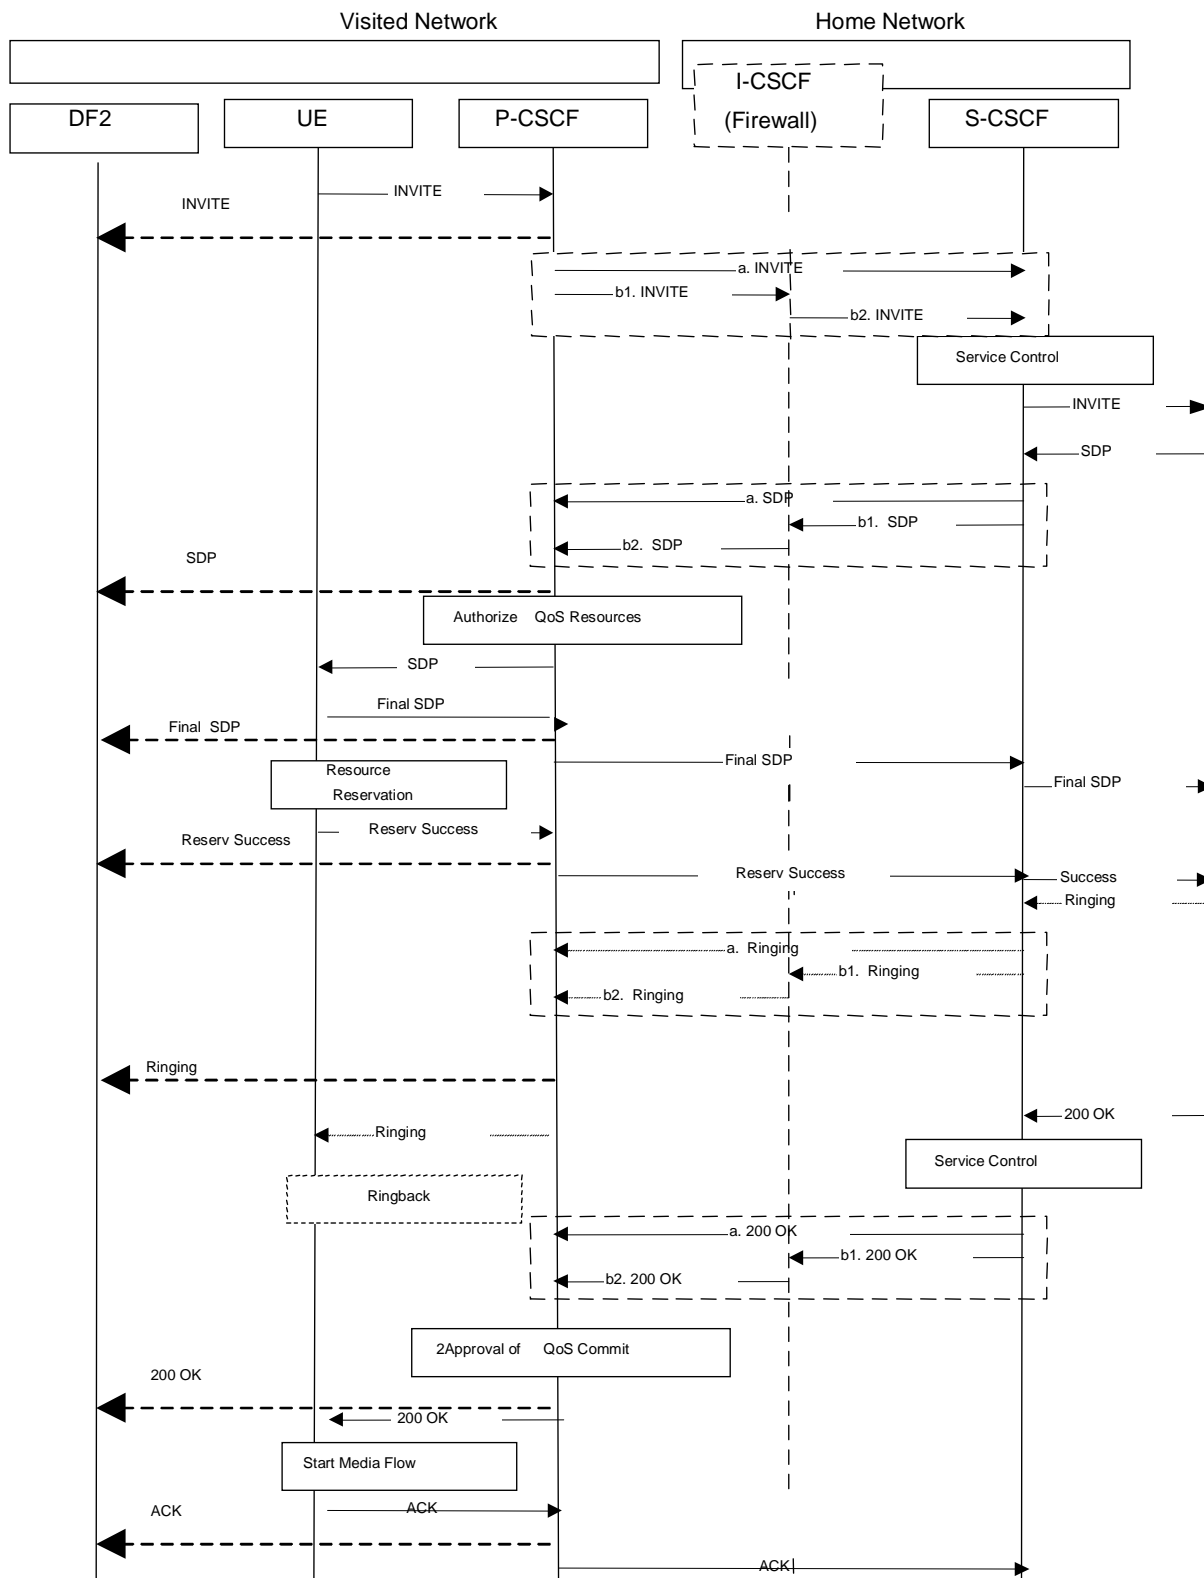 Visited Network
Home Network
I-CSCF
(Firewall)
DF2
UE
P-CSCF
S-CSCF
INVITE
INVITE
a. INVITE
b1. INVITE
b2. INVITE
Service Control
INVITE
SDP
a. SDP
b1. SDP
b2. SDP
SDP
Authorize QoS Resources
SDP
Final SDP
Final SDP
Final SDP
Resource
Reservation
Final SDP
Reserv Success
Reserv Success
Reserv Success
Success
Ringing
a. Ringing
b1. Ringing
b2. Ringing
Ringing
200 OK
Ringing
Service Control
Ringback
a. 200 OK
b1. 200 OK
b2. 200 OK
2Approval of QoS Commit
200 OK
200 OK
Start Media Flow
ACK
ACK
ACK